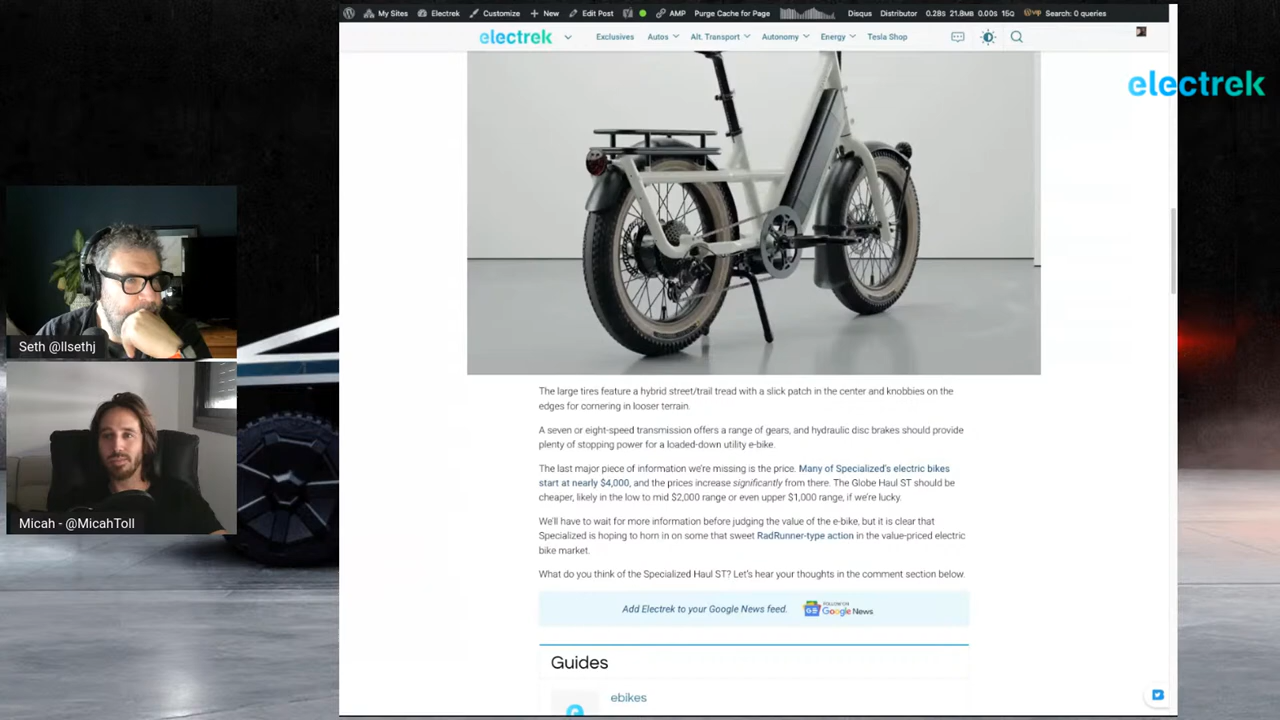 My Sites Electrek Customize New Edit Post AMP Purge Cache for Page Disqus Distributor 0.28s 21.8MB 0.00s 15Q Search: 0 queries
electrek Exclusives Autos Alt. Transport Autonomy Energy Tesla Shop
electrek
Seth @llsethj
Micah - @MicahToll
The large tires feature a hybrid street/trail tread with a slick patch in the center and knobbies on the
edges for cornering in looser terrain.
A seven or eight-speed transmission offers a range of gears, and hydraulic disc brakes should provide
plenty of stopping power for a loaded-down utility e-bike.
The last major piece of information we're missing is the price. Many of Specialized's electric bikes
start at nearly $4,000, and the prices increase significantly from there. The Globe Haul ST should be
cheaper, likely in the low to mid $2,000 range or even upper $1,000 range, if we're lucky.
We'll have to wait for more information before judging the value of the e-bike, but it is clear that
Specialized is hoping to horn in on some that sweet RadRunner-type action in the value-priced electric
bike market.
What do you think of the Specialized Haul ST? Let's hear your thoughts in the comment section below.
Add Electrek to your Google News feed. FOLLOW ON
Google News
Guides
ebikes